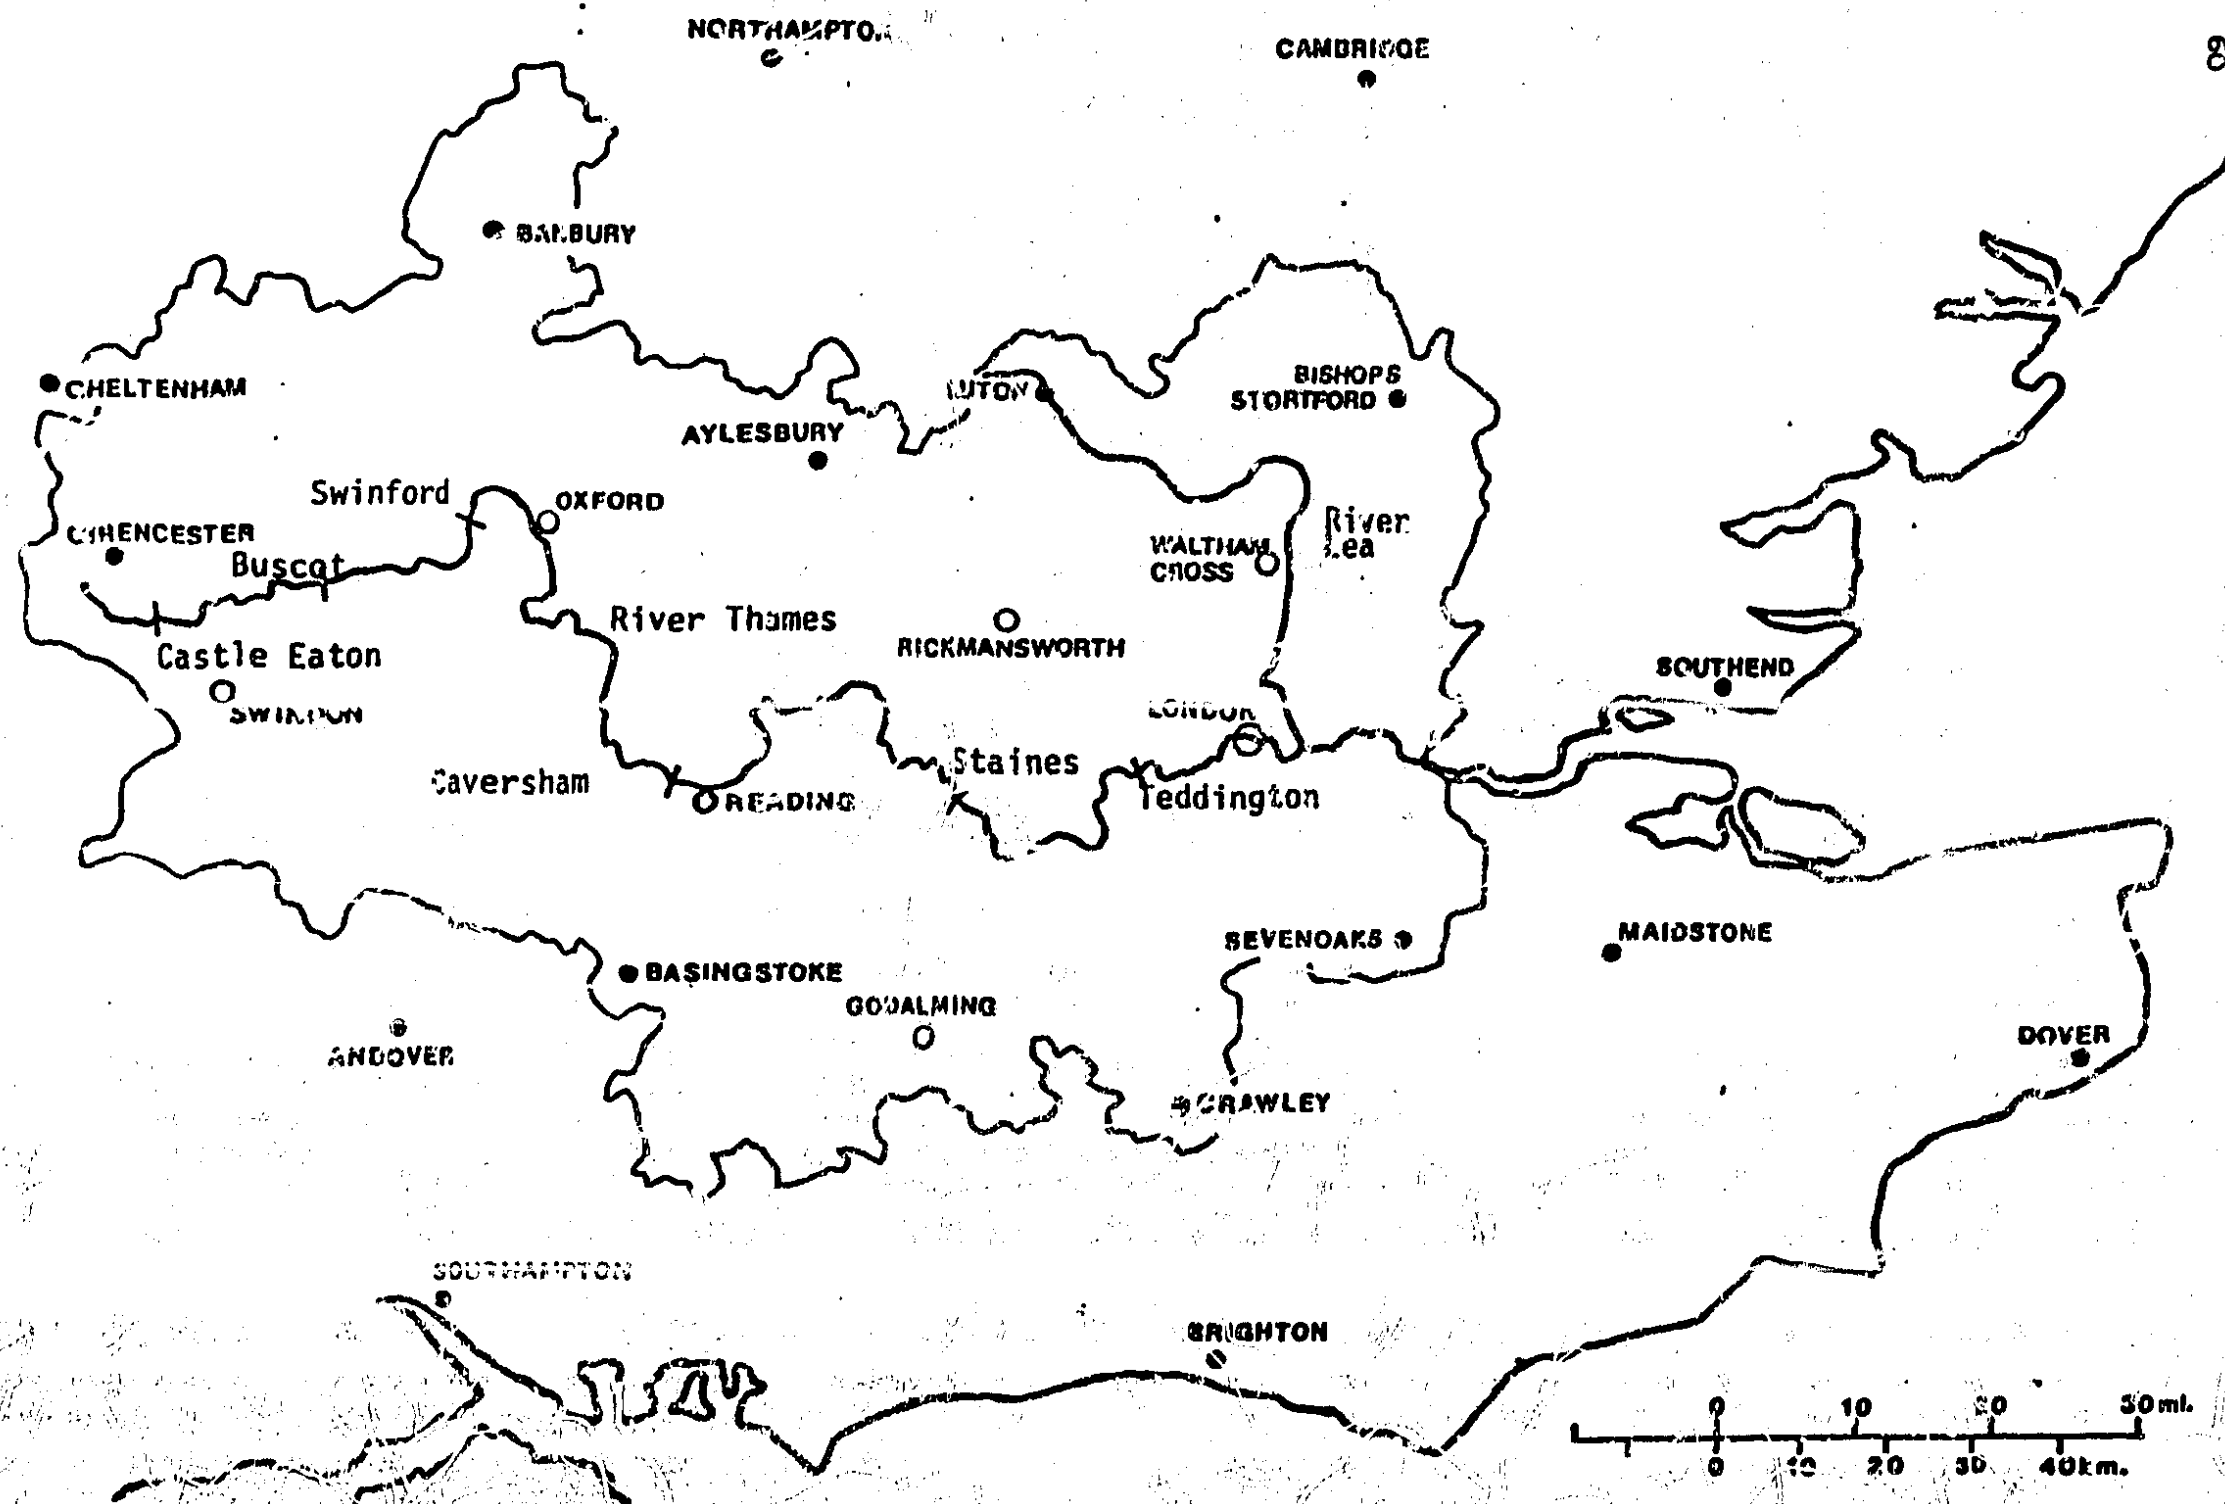 NORTHAMPTON
CAMBRIDGE
8
BANBURY
CHELTENHAM
LUTON
BISHOPS
STORTFORD
AYLESBURY
Swinford
OXFORD
CIRENCESTER
Buscot
River
Lea
WALTHAM
CROSS
River Thames
RICKMANSWORTH
Castle Eaton
SWINDON
SOUTHEND
LONDON
Staines
Caversham
READING
Teddington
MAIDSTONE
SEVENOAKS
BASINGSTOKE
GODALMING
ANDOVER
DOVER
CRAWLEY
SOUTHAMPTON
BRIGHTON
0 10 20 30 ml.
0 10 20 30 40km.